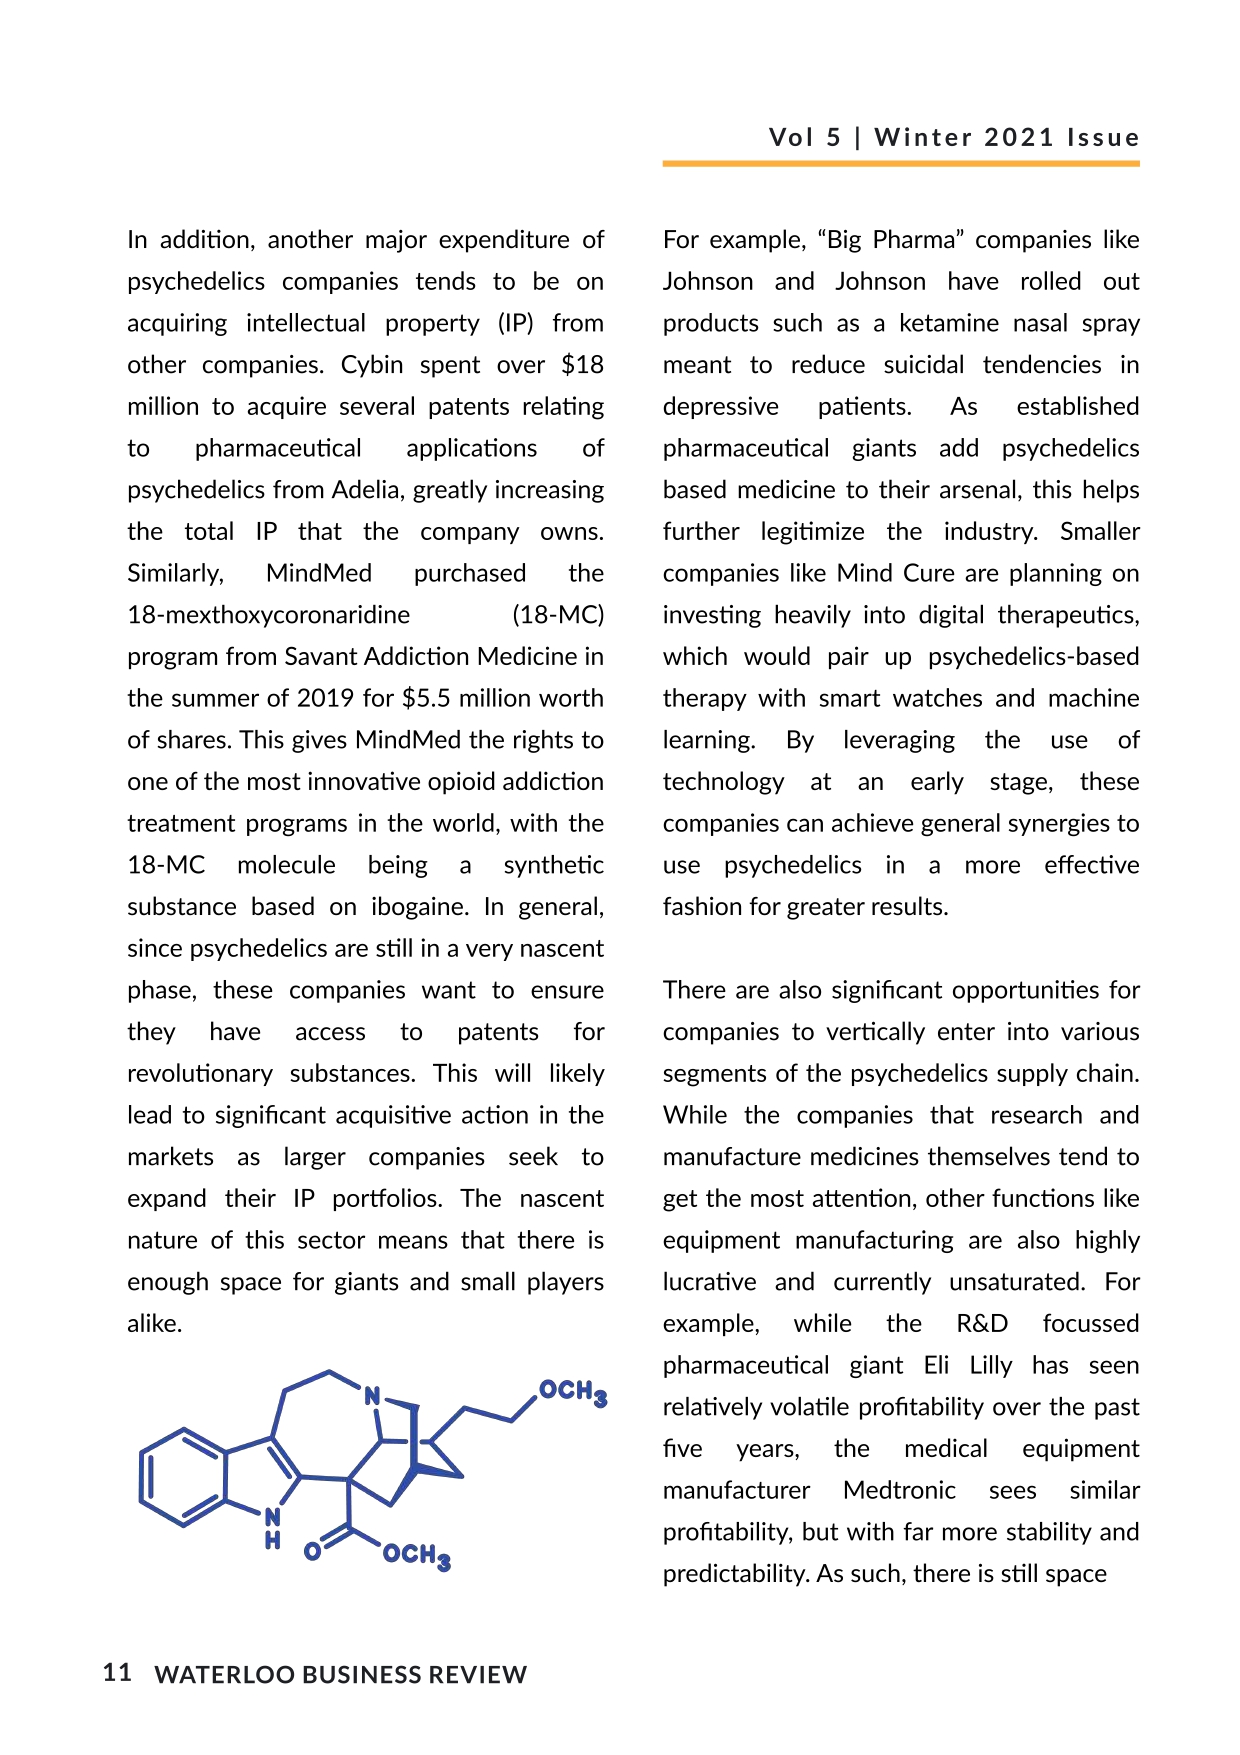 Vol 5 | Winter 2021 Issue
In addition, another major expenditure of
psychedelics companies tends to be on
acquiring intellectual property (IP) from
other companies. Cybin spent over $18
million to acquire several patents relating
to pharmaceutical applications of
psychedelics from Adelia, greatly increasing
the total IP that the company owns.
Similarly, MindMed purchased the
18-mexthoxycoronaridine (18-MC)
program from Savant Addiction Medicine in
the summer of 2019 for $5.5 million worth
of shares. This gives MindMed the rights to
one of the most innovative opioid addiction
treatment programs in the world, with the
18-MC molecule being a synthetic
substance based on ibogaine. In general,
since psychedelics are still in a very nascent
phase, these companies want to ensure
they have access to patents for
revolutionary substances. This will likely
lead to significant acquisitive action in the
markets as larger companies seek to
expand their IP portfolios. The nascent
nature of this sector means that there is
enough space for giants and small players
alike.
N
OCH3
N
H
O
OCH3
For example, “Big Pharma” companies like
Johnson and Johnson have rolled out
products such as a ketamine nasal spray
meant to reduce suicidal tendencies in
depressive patients. As established
pharmaceutical giants add psychedelics
based medicine to their arsenal, this helps
further legitimize the industry. Smaller
companies like Mind Cure are planning on
investing heavily into digital therapeutics,
which would pair up psychedelics-based
therapy with smart watches and machine
learning. By leveraging the use of
technology at an early stage, these
companies can achieve general synergies to
use psychedelics in a more effective
fashion for greater results.
There are also significant opportunities for
companies to vertically enter into various
segments of the psychedelics supply chain.
While the companies that research and
manufacture medicines themselves tend to
get the most attention, other functions like
equipment manufacturing are also highly
lucrative and currently unsaturated. For
example, while the R&D focussed
pharmaceutical giant Eli Lilly has seen
relatively volatile profitability over the past
five years, the medical equipment
manufacturer Medtronic sees similar
profitability, but with far more stability and
predictability. As such, there is still space
11 WATERLOO BUSINESS REVIEW